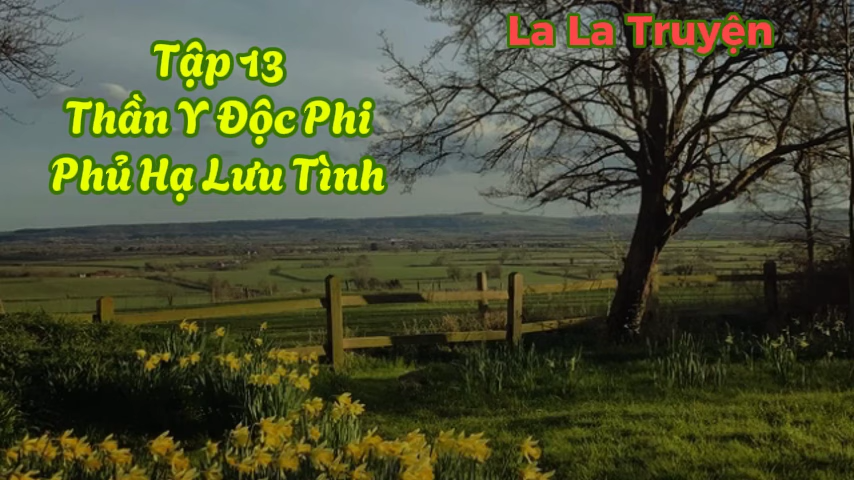 La La Truyện
Tập 13
Thần Y Độc Phi
Phủ Hạ Lưu Tình